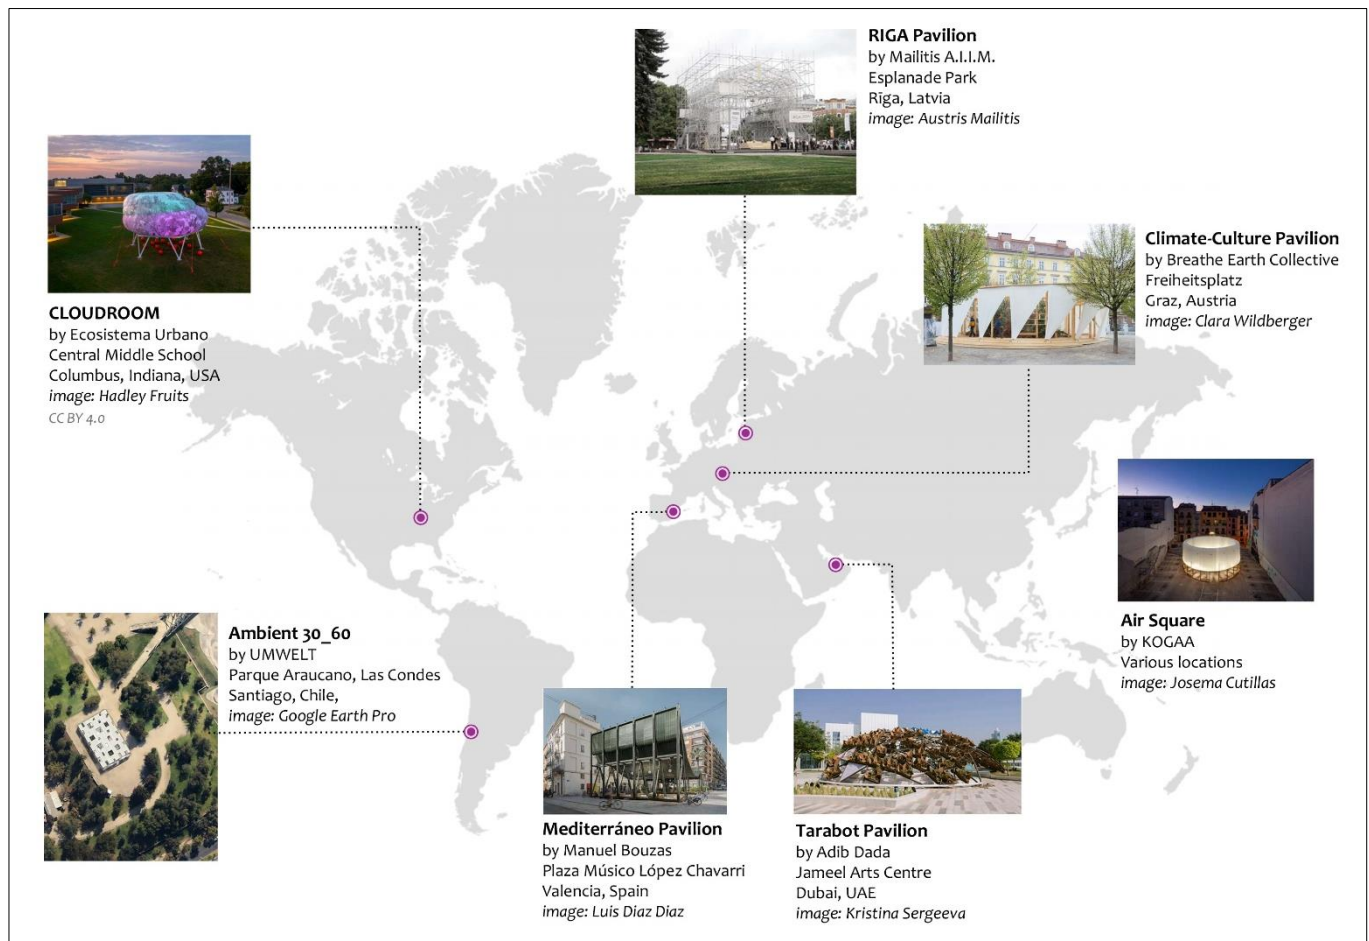 RIGA Pavilion
by Mailitis A.I.I.M.
Esplanade Park
Rīga, Latvia
image: Austris Mailitis
Climate-Culture Pavilion
by Breathe Earth Collective
Freiheitsplatz
Graz, Austria
image: Clara Wildberger
CLOUDROOM
by Ecosistema Urbano
Central Middle School
Columbus, Indiana, USA
image: Hadley Fruits
CC BY 4.0
Air Square
by KOGAA
Various locations
image: Josema Cutillas
Ambient 30_60
by UMWELT
Parque Araucano, Las Condes
Santiago, Chile,
image: Google Earth Pro
Mediterráneo Pavilion
by Manuel Bouzas
Plaza Músico López Chavarri
Valencia, Spain
image: Luis Diaz Diaz
Tarabot Pavilion
by Adib Dada
Jameel Arts Centre
Dubai, UAE
image: Kristina Sergeeva